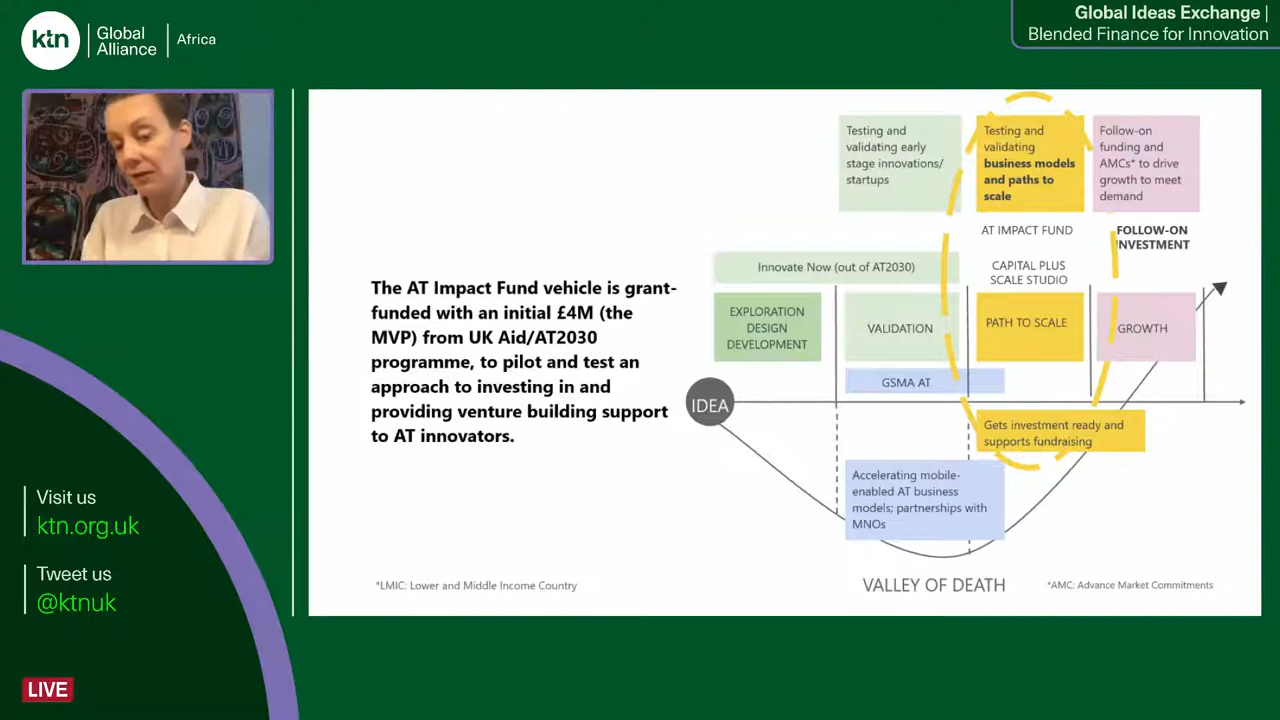 ktn
Global
Alliance
Africa
Global Ideas Exchange |
Blended Finance for Innovation
The AT Impact Fund vehicle is grant-
funded with an initial £4M (the
MVP) from UK Aid/AT2030
programme, to pilot and test an
approach to investing in and
providing venture building support
to AT innovators.
Testing and
validating early
stage innovations/
startups
Testing and
validating
business models
and paths to
scale
Follow-on
funding and
AMCs* to drive
growth to meet
demand
AT IMPACT FUND
FOLLOW-ON
INVESTMENT
Innovate Now (out of AT2030)
CAPITAL PLUS
SCALE STUDIO
EXPLORATION
DESIGN
DEVELOPMENT
VALIDATION
PATH TO SCALE
GROWTH
GSMA AT
IDEA
Gets investment ready and
supports fundraising
Accelerating mobile-
enabled AT business
models; partnerships with
MNOs
VALLEY OF DEATH
*LMIC: Lower and Middle Income Country
*AMC: Advance Market Commitments
Visit us
ktn.org.uk
Tweet us
@ktnuk
LIVE